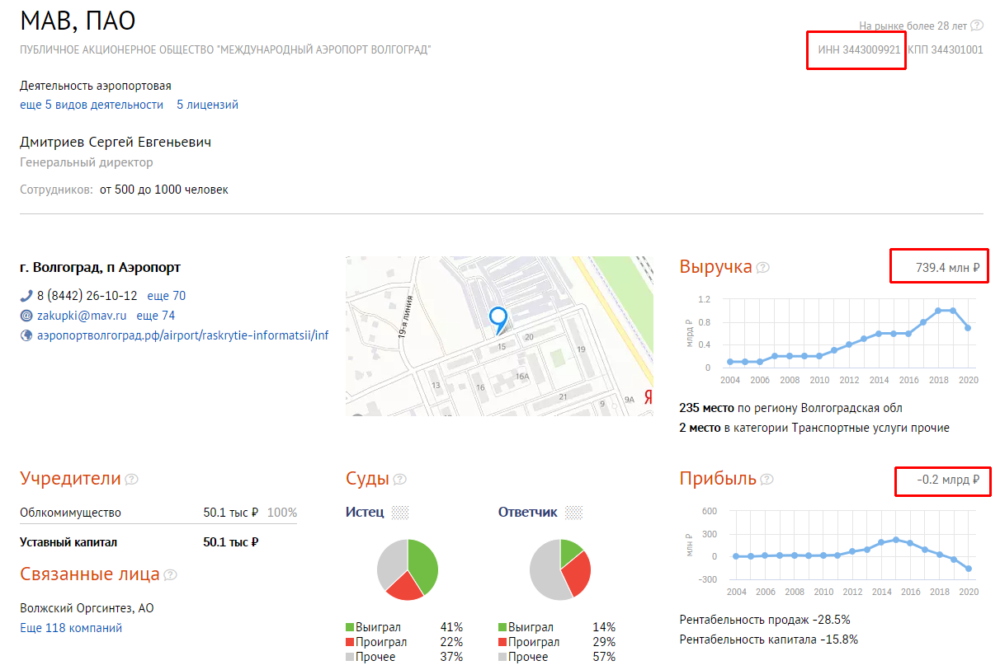 МАВ, ПАО
На рынке более 28 лет ?
ПУБЛИЧНОЕ АКЦИОНЕРНОЕ ОБЩЕСТВО "МЕЖДУНАРОДНЫЙ АЭРОПОРТ ВОЛГОГРАД"
ИНН 3443009921 КПП 344301001
Деятельность аэропортовая
еще 5 видов деятельности 5 лицензий
Дмитриев Сергей Евгеньевич
Генеральный директор
Сотрудников: от 500 до 1000 человек
г. Волгоград, п Аэропорт
8 (8442) 26-10-12 еще 70
@ zakupki@mav.ru еще 74
аэропортволгоград.рф/airport/raskrytie-informatsii/inf
19-я линия
15
20
19
13
16
16А
21
9
9А
Я
Выручка ?
739.4 млн ₽
млрд ₽
1.2
0.8
0.4
0
2004 2006 2008 2010 2012 2014 2016 2018 2020
235 место по региону Волгоградская обл
2 место в категории Транспортные услуги прочие
Учредители ?
Облкомимущество 50.1 тыс ₽ 100%
Уставный капитал 50.1 тыс ₽
Связанные лица ?
Волжский Оргсинтез, АО
Еще 118 компаний
Суды ?
Истец
Выиграл 41%
Проиграл 22%
Прочее 37%
Ответчик
Выиграл 14%
Проиграл 29%
Прочее 57%
Прибыль ?
-0.2 млрд ₽
млн ₽
600
300
0
-300
2004 2006 2008 2010 2012 2014 2016 2018 2020
Рентабельность продаж -28.5%
Рентабельность капитала -15.8%